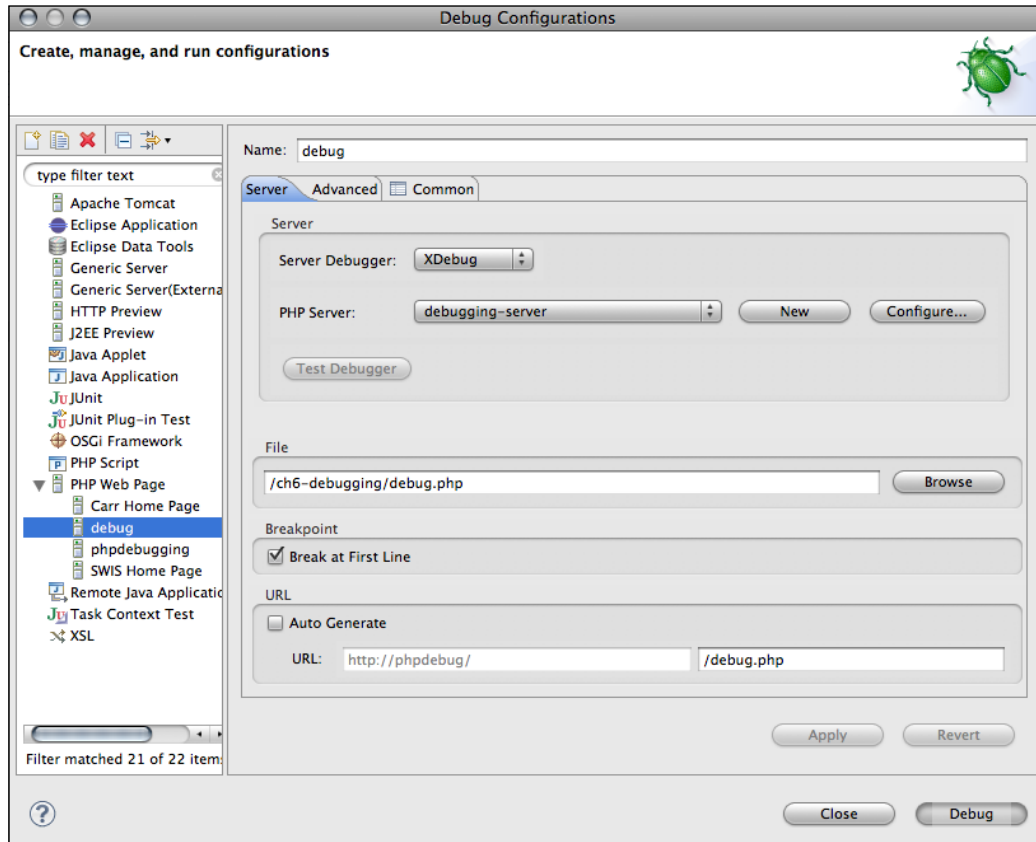 Debug Configurations
Create, manage, and run configurations
type filter text
Apache Tomcat
Eclipse Application
Eclipse Data Tools
Generic Server
Generic Server(Externa
HTTP Preview
J2EE Preview
Java Applet
Java Application
JUnit
JUnit Plug-in Test
OSGi Framework
PHP Script
PHP Web Page
Carr Home Page
debug
phpdebugging
SWIS Home Page
Remote Java Applicatio
Task Context Test
XSL
Filter matched 21 of 22 item
Name: debug
Server Advanced Common
Server
Server Debugger: XDebug
PHP Server: debugging-server New Configure...
Test Debugger
File
/ch6-debugging/debug.php Browse
Breakpoint
Break at First Line
URL
Auto Generate
URL: http://phpdebug/ /debug.php
Apply Revert
? Close Debug